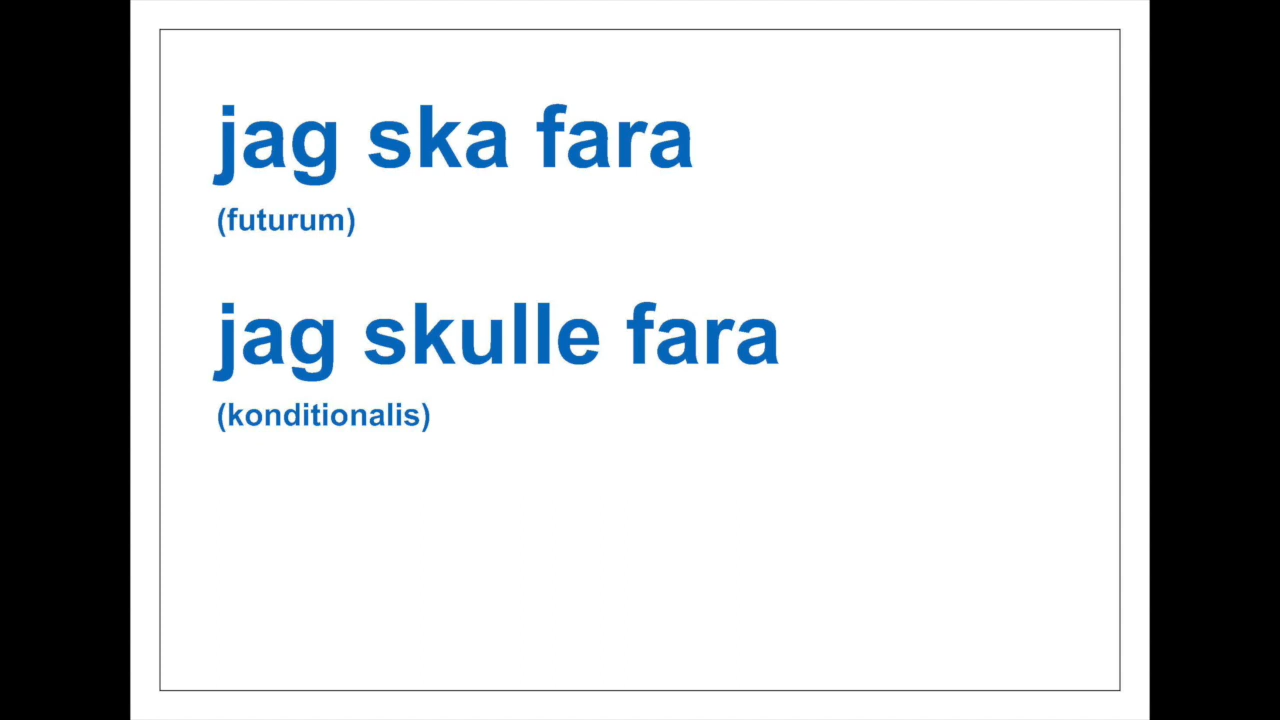 jag ska fara
(futurum)
jag skulle fara
(konditionalis)